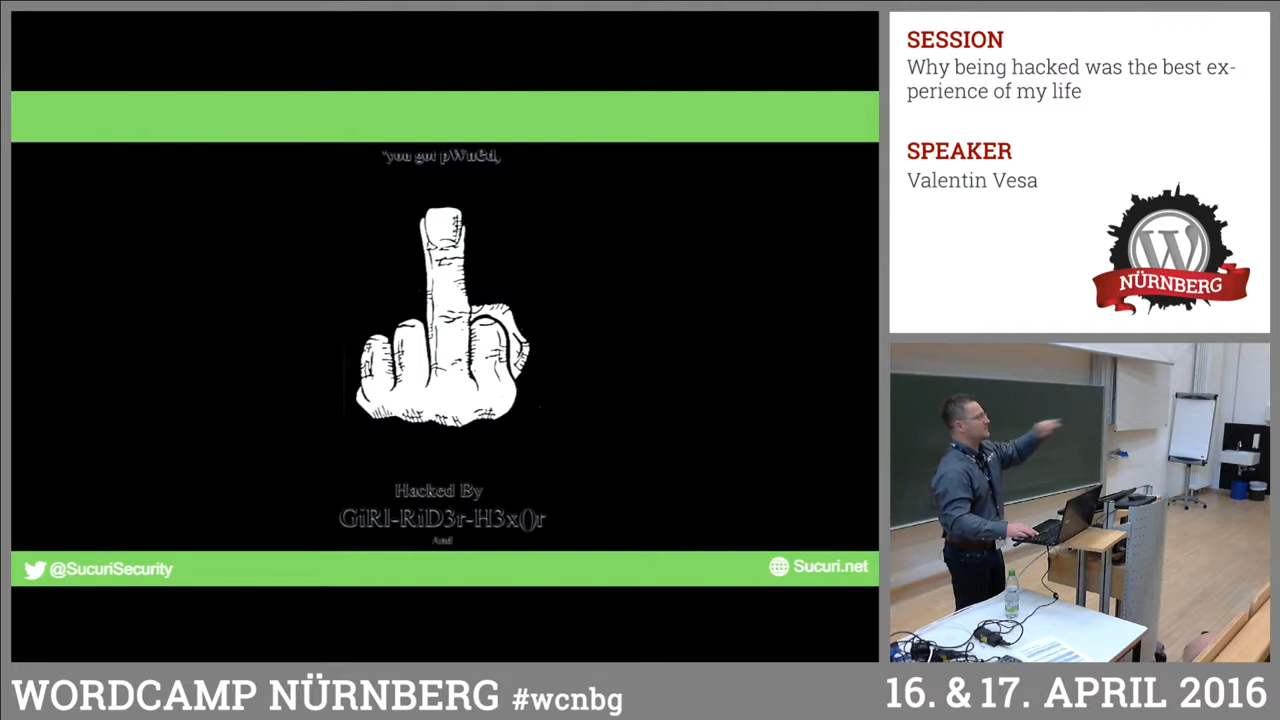 "you got pWned,
Hacked By
GiRl-RiD3r-H3x()r
And
@SucuriSecurity
Sucuri.net
SESSION
Why being hacked was the best ex-
perience of my life
SPEAKER
Valentin Vesa
W
NÜRNBERG
WORDCAMP NÜRNBERG #wcnbg
16. & 17. APRIL 2016